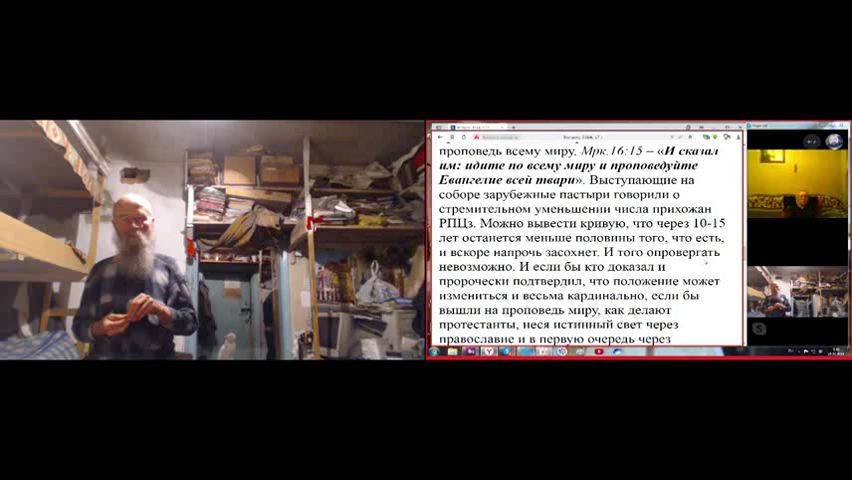 проповедь всему миру. Мрк.16:15 – «И сказал
им: идите по всему миру и проповедуйте
Евангелие всей твари». Выступающие на
соборе зарубежные пастыри говорили о
стремительном уменьшении числа прихожан
РПЦз. Можно вывести кривую, что через 10-15
лет останется меньше половины того, что есть,
и вскоре напрочь засохнет. И того опровергать
невозможно. И если бы кто доказал и
пророчески подтвердил, что положение может
измениться и весьма кардинально, если бы
вышли на проповедь миру, как делают
протестанты, неся истинный свет через
православие и в первую очередь через